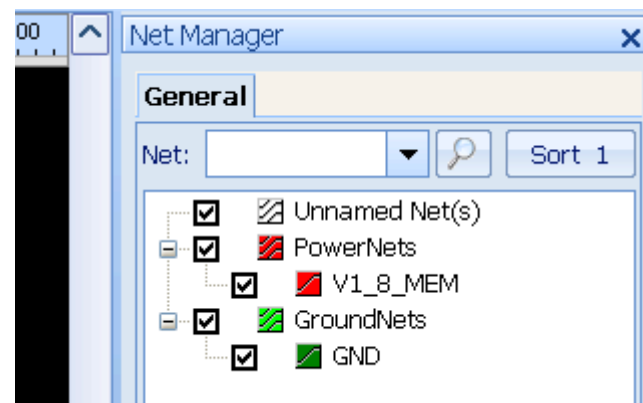 00
Net Manager
General
Net: Sort 1
Unnamed Net(s)
PowerNets
V1_8_MEM
GroundNets
GND